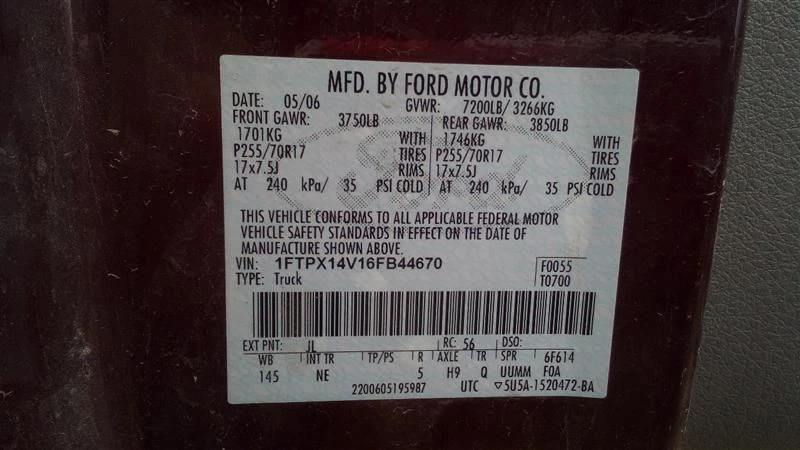 MFD. BY FORD MOTOR CO.
DATE: 05/06 GVWR: 7200LB/ 3266KG
FRONT GAWR: 3750LB REAR GAWR: 3850LB
1701KG WITH 1746KG WITH
P255/70R17 TIRES P255/70R17 TIRES
17x7.5J RIMS 17x7.5J RIMS
AT 240 kPa/ 35 PSI COLD AT 240 kPa/ 35 PSI COLD
THIS VEHICLE CONFORMS TO ALL APPLICABLE FEDERAL MOTOR
VEHICLE SAFETY STANDARDS IN EFFECT ON THE DATE OF
MANUFACTURE SHOWN ABOVE.
VIN: 1FTPX14V16FB44670 F0055
TYPE: Truck T0700
EXT PNT: JL RC: 56 DSO:
WB INT TR TP/PS R AXLE TR SPR 6F614
145 NE 5 H9 Q UUMM FOA
2200605195987 UTC ▽5U5A-1520472-BA
Ford